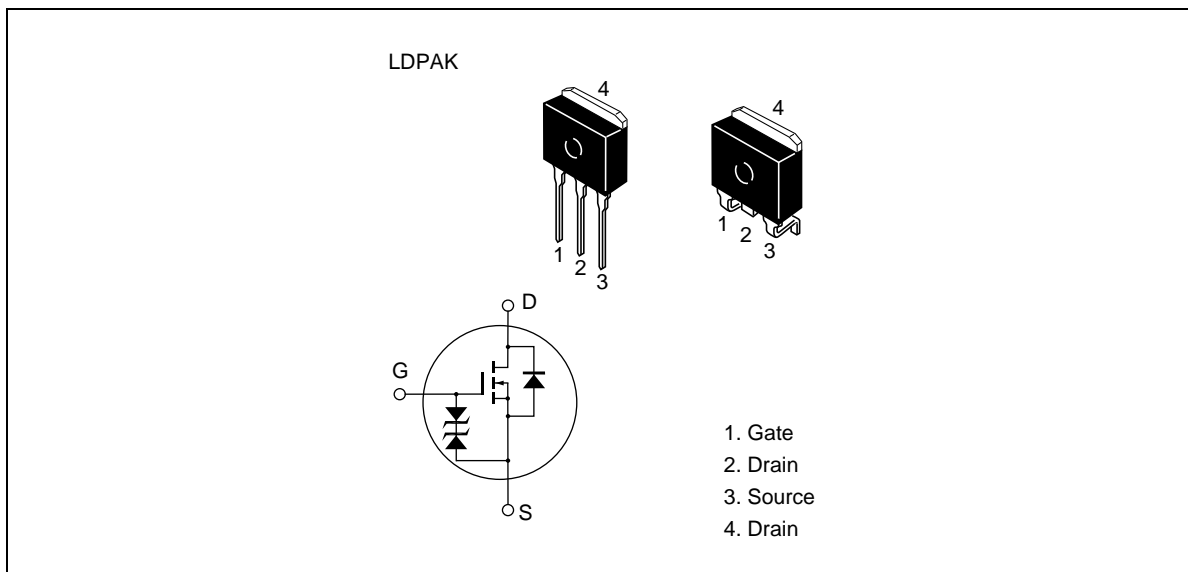 LDPAK
4
4
1
2
3
1
2
3
D
G
S
1. Gate
2. Drain
3. Source
4. Drain